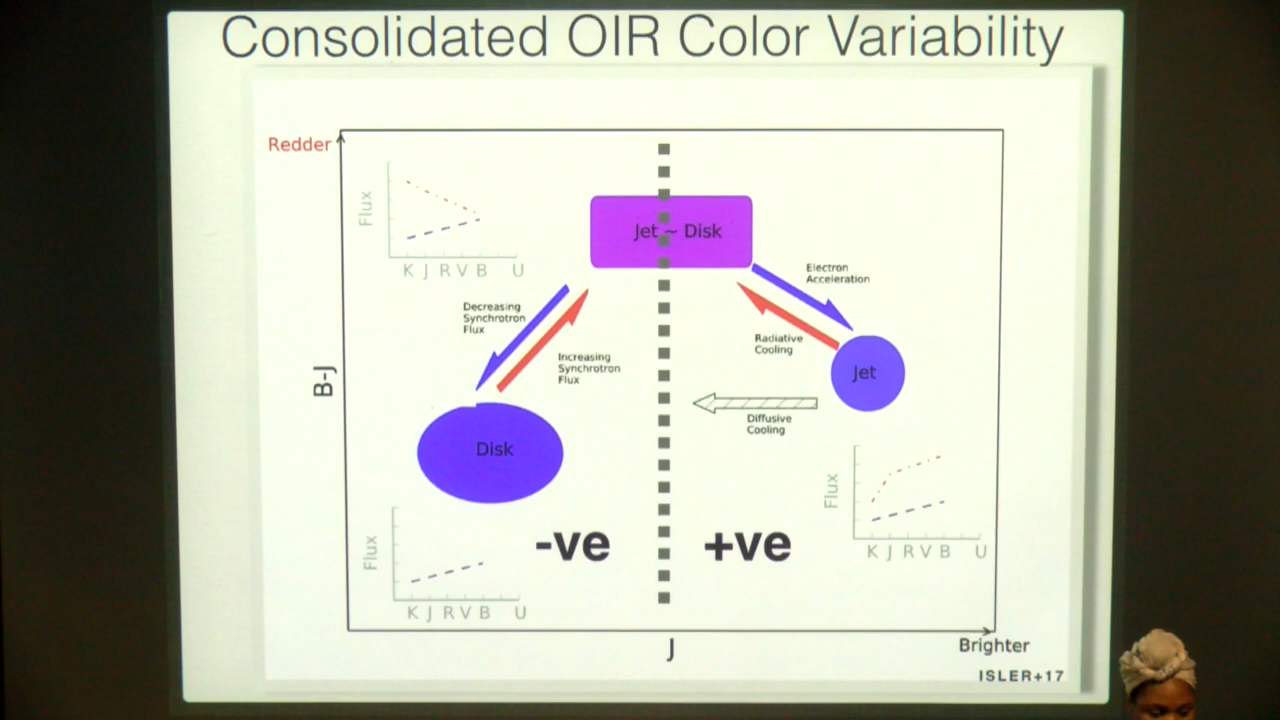 Consolidated OIR Color Variability
Redder
Flux
K J R V B U
Jet ~ Disk
Electron
Acceleration
Decreasing
Synchrotron
Flux
Increasing
Synchrotron
Flux
Radiative
Cooling
Jet
B-J
Diffusive
Cooling
Disk
Flux
K J R V B U
-ve
+ve
Flux
K J R V B U
J
Brighter
ISLER+17